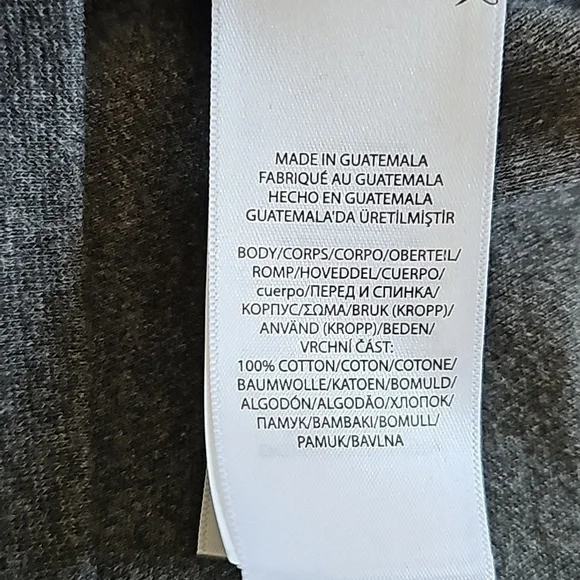 MADE IN GUATEMALA
FABRIQUÉ AU GUATEMALA
HECHO EN GUATEMALA
GUATEMALA'DA ÜRETİLMİŞTİR
BODY/CORPS/CORPO/OBERTEIL/
ROMP/HOVEDDEL/CUERPO/
cuerpo/ПЕРЕД И СПИНКА/
КОРПУС/ΣΩΜΑ/BRUK (KROPP)/
ANVÄND (KROPP)/BEDEN/
VRCHNÍ ČÁST:
100% COTTON/COTON/COTONE/
BAUMWOLLE/KATOEN/BOMULD/
ALGODÓN/ALGODÃO/ХЛОПОК/
ПАМУК/BAMBAKI/BOMULL/
PAMUK/BAVLNA